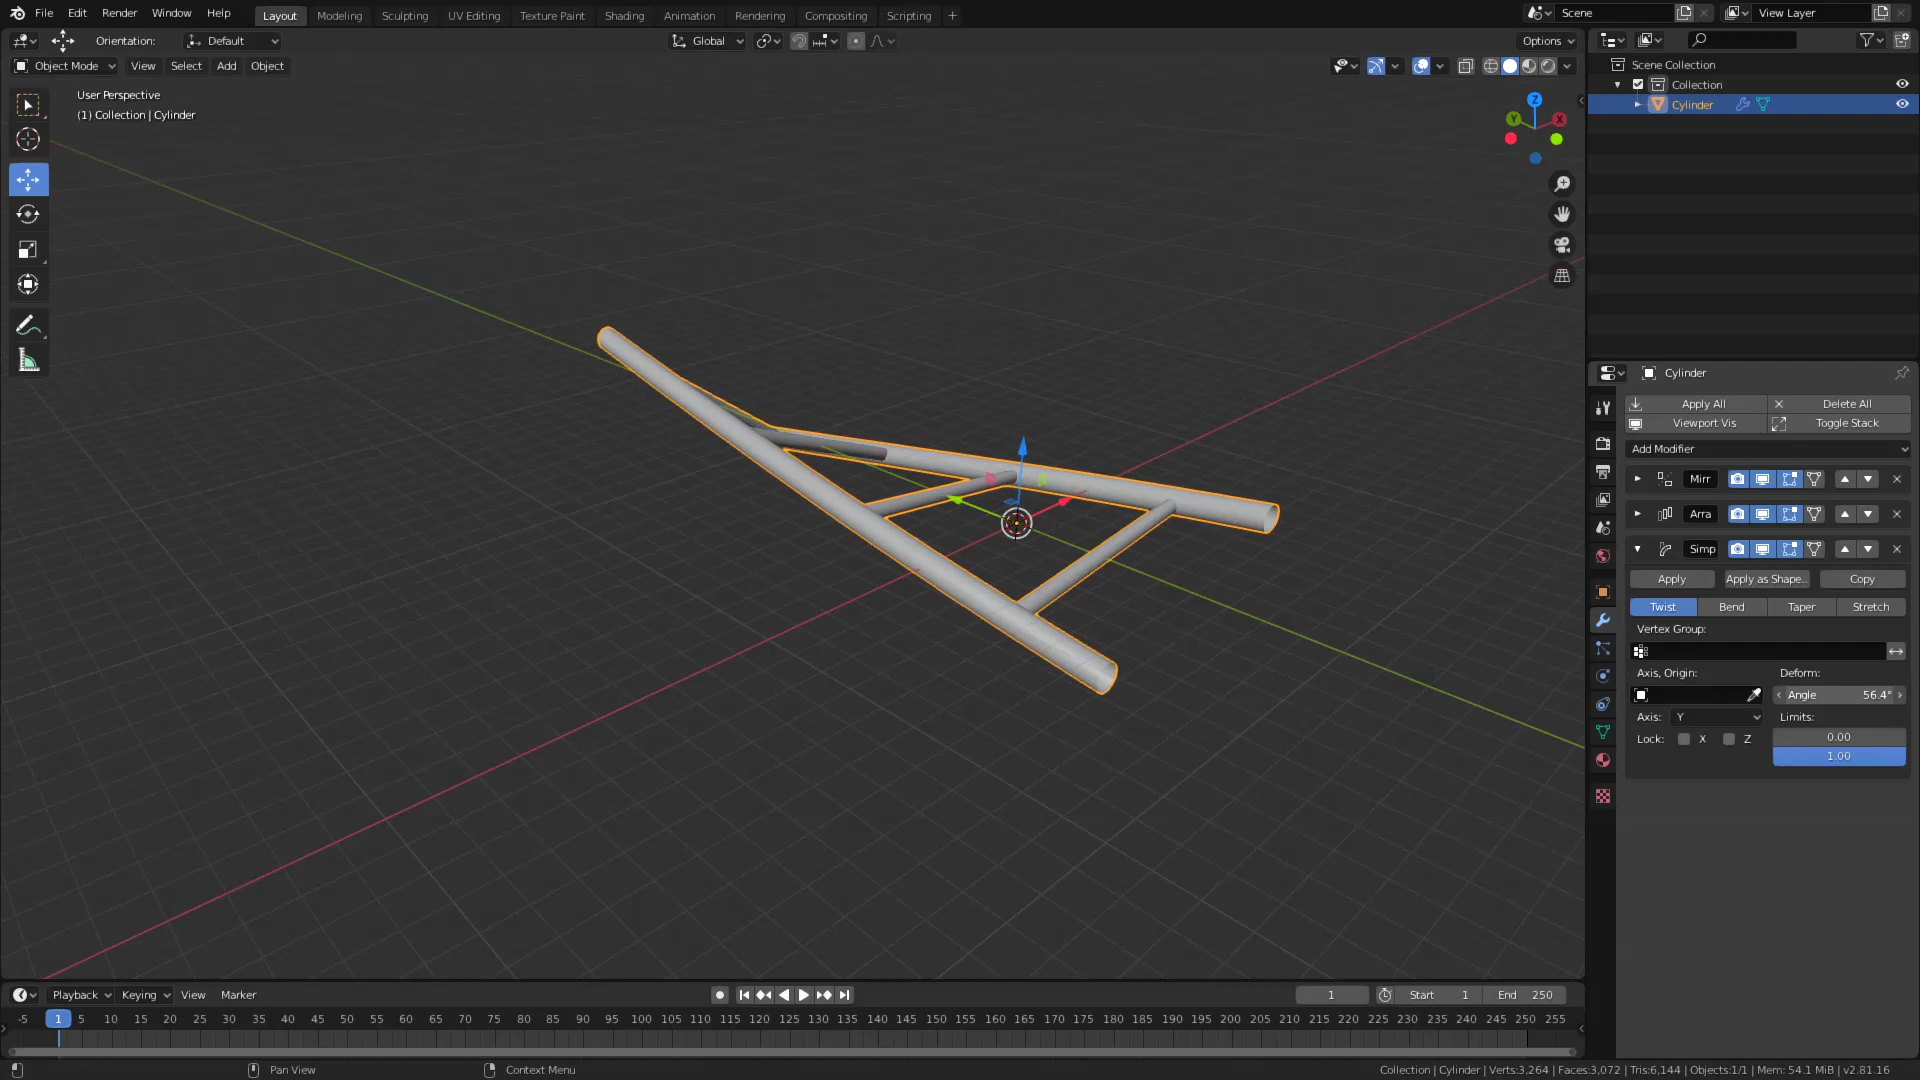 File Edit Render Window Help Layout Modeling Sculpting UV Editing Texture Paint Shading Animation Rendering Compositing Scripting + Scene View Layer
Orientation: Default Global Options
Object Mode View Select Add Object
User Perspective
(1) Collection | Cylinder
Z
Y X
Scene Collection
Collection
Cylinder
Cylinder
Apply All Delete All
Viewport Vis Toggle Stack
Add Modifier
Mirr
Arra
Simp
Apply Apply as Shape.. Copy
Twist Bend Taper Stretch
Vertex Group:
Axis, Origin: Deform:
Angle 56.4°
Axis: Y Limits:
Lock: X Z 0.00
1.00
Playback Keying View Marker 1 Start 1 End 250
-5 1 5 10 15 20 25 30 35 40 45 50 55 60 65 70 75 80 85 90 95 100 105 110 115 120 125 130 135 140 145 150 155 160 165 170 175 180 185 190 195 200 205 210 215 220 225 230 235 240 245 250 255
Pan View Context Menu Collection | Cylinder | Verts:3,264 | Faces:3,072 | Tris:6,144 | Objects:1/1 | Mem: 54.1 MiB | v2.81.16